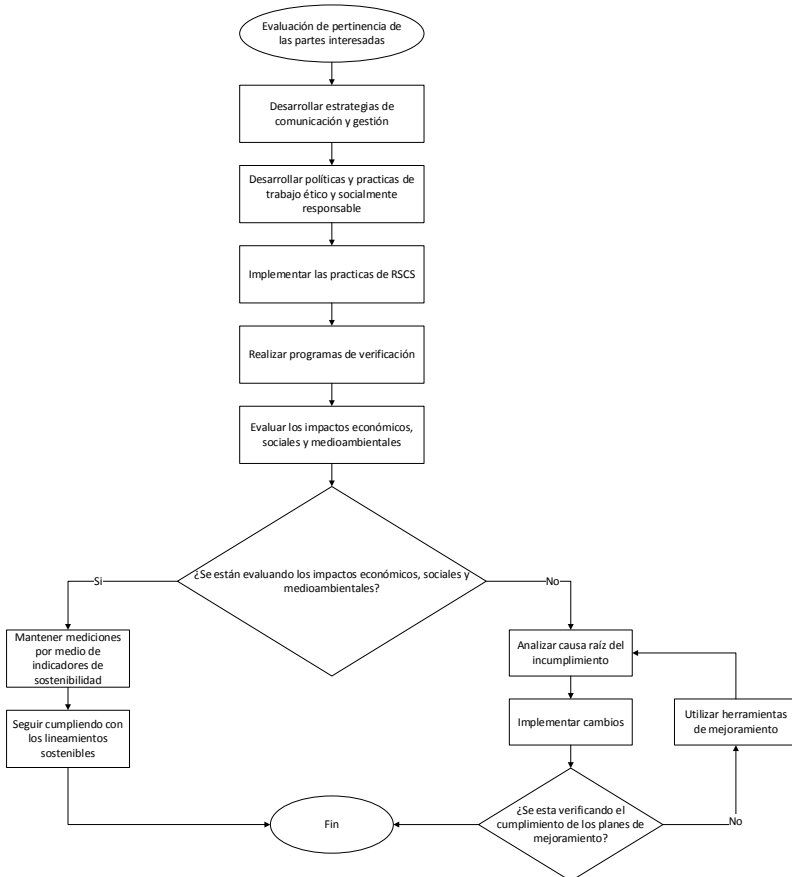 Evaluación de pertinencia de
las partes interesadas
Desarrollar estrategias de
comunicación y gestión
Desarrollar políticas y practicas de
trabajo ético y socialmente
responsable
Implementar las practicas de RSCS
Realizar programas de verificación
Evaluar los impactos económicos,
sociales y medioambientales
¿Se están evaluando los impactos económicos, sociales y
medioambientales?
Si
No
Mantener mediciones
por medio de
indicadores de
sostenibilidad
Analizar causa raíz del
incumplimiento
Seguir cumpliendo con
los lineamientos
sostenibles
Implementar cambios
Utilizar herramientas
de mejoramiento
Fin
¿Se esta verificando el
cumplimiento de los planes de
mejoramiento?
No